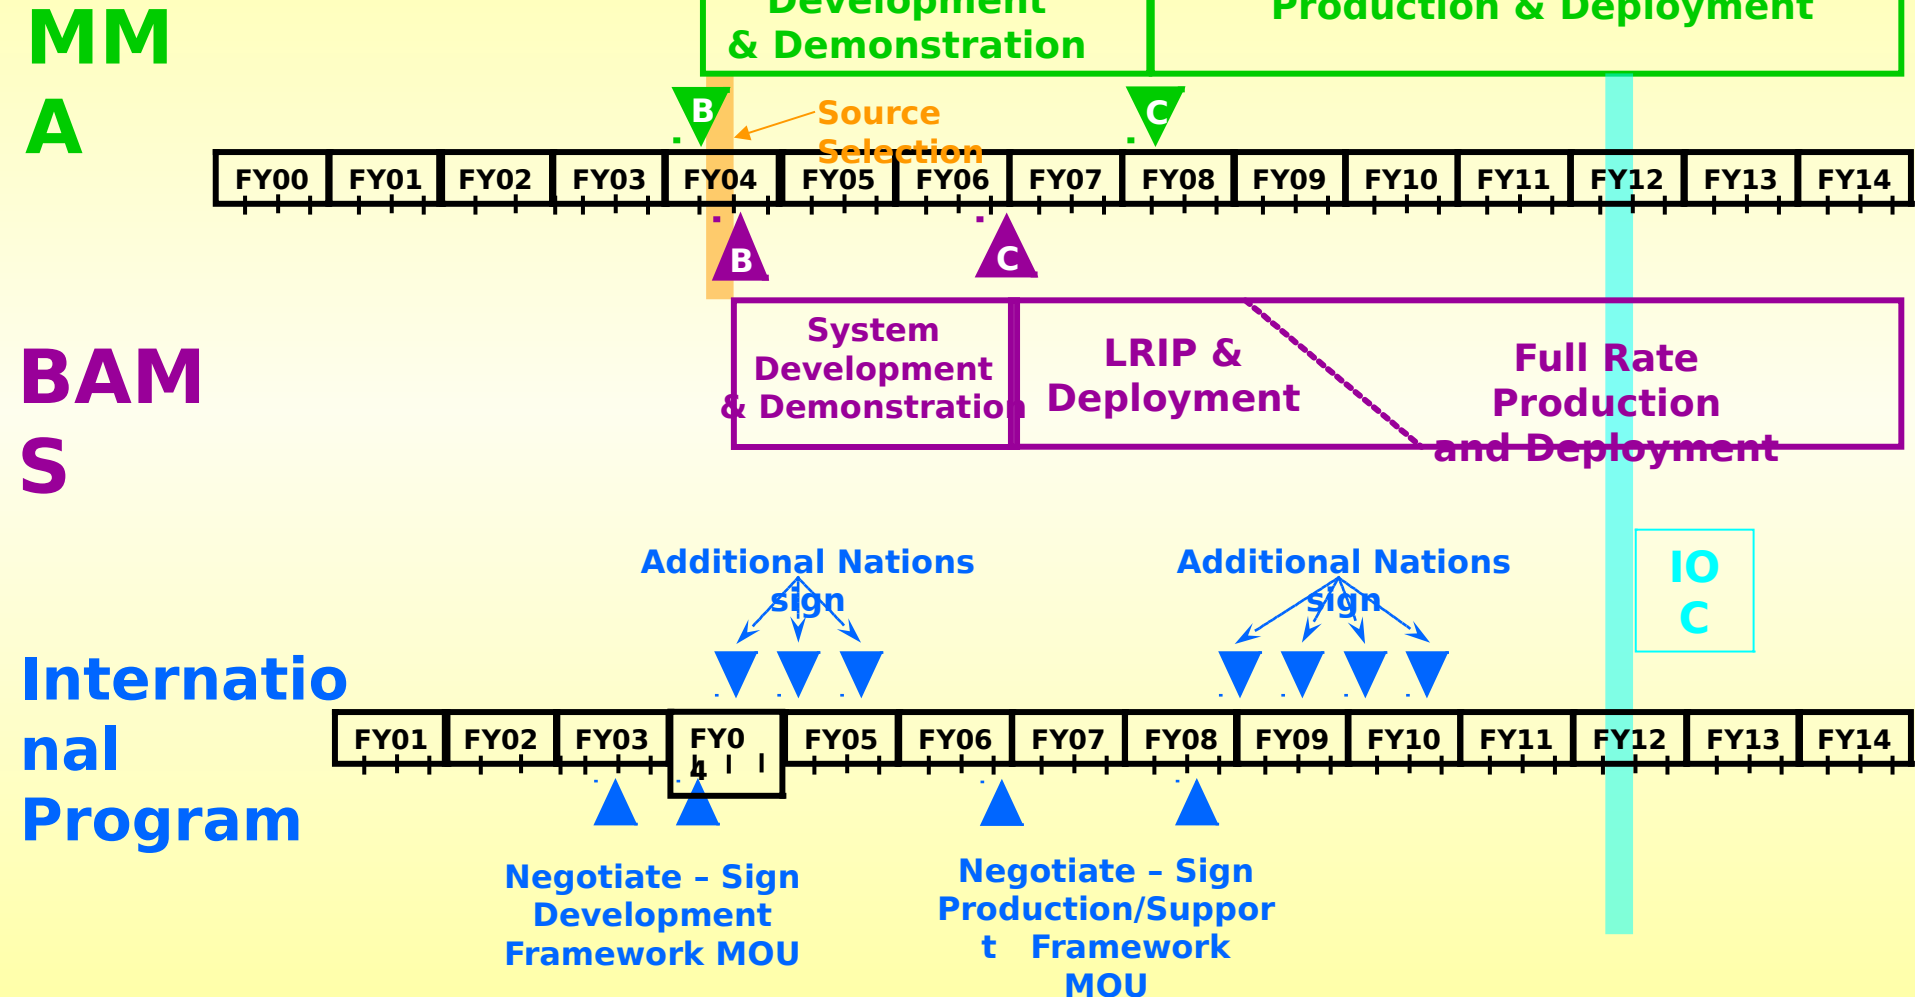 MM
A
Development
& Demonstration
Production & Deployment
B
C
Source
Selection
FY00 FY01 FY02 FY03 FY04 FY05 FY06 FY07 FY08 FY09 FY10 FY11 FY12 FY13 FY14
B
C
BAM
S
System
Development
& Demonstration
LRIP &
Deployment
Full Rate
Production
and Deployment
Additional Nations
sign
Additional Nations
sign
IO
C
Internatio
nal
Program
FY01 FY02 FY03 FY0
4
FY05 FY06 FY07 FY08 FY09 FY10 FY11 FY12 FY13 FY14
Negotiate – Sign
Development
Framework MOU
Negotiate – Sign
Production/Suppor
t Framework
MOU